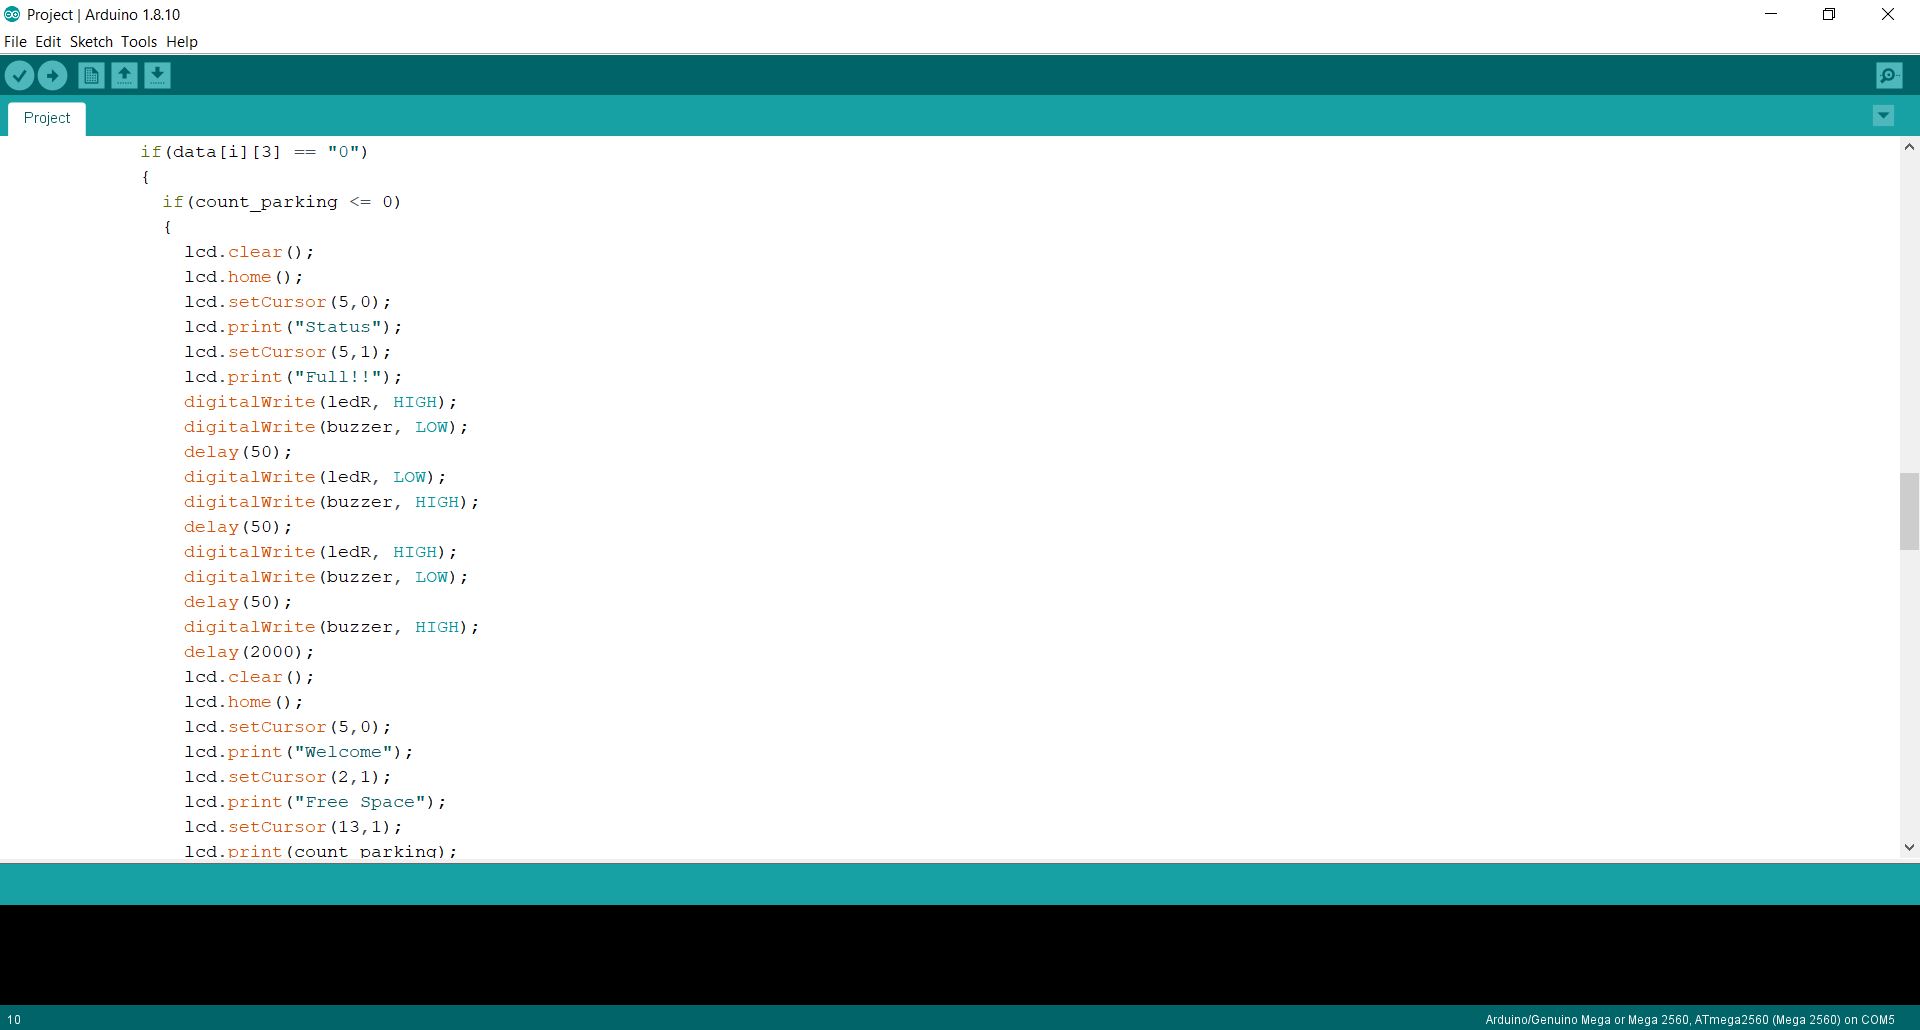 Project | Arduino 1.8.10
File Edit Sketch Tools Help
Project
if(data[i][3] == "0")
{
if(count_parking <= 0)
{
lcd.clear();
lcd.home();
lcd.setCursor(5,0);
lcd.print("Status");
lcd.setCursor(5,1);
lcd.print("Full!!");
digitalWrite(ledR, HIGH);
digitalWrite(buzzer, LOW);
delay(50);
digitalWrite(ledR, LOW);
digitalWrite(buzzer, HIGH);
delay(50);
digitalWrite(ledR, HIGH);
digitalWrite(buzzer, LOW);
delay(50);
digitalWrite(buzzer, HIGH);
delay(2000);
lcd.clear();
lcd.home();
lcd.setCursor(5,0);
lcd.print("Welcome");
lcd.setCursor(2,1);
lcd.print("Free Space");
lcd.setCursor(13,1);
lcd.print(count_parking);
10
Arduino/Genuino Mega or Mega 2560, ATmega2560 (Mega 2560) on COM5